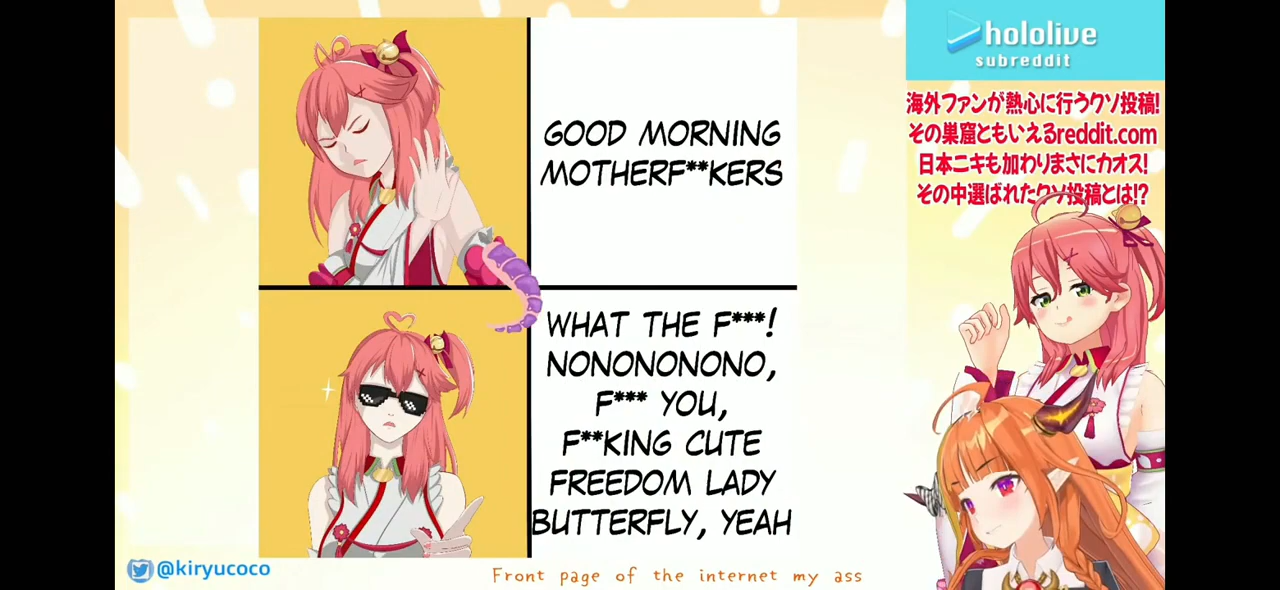 GOOD MORNING
MOTHERF**KERS
WHAT THE F***!
NONONONONO,
F*** YOU,
F**KING CUTE
FREEDOM LADY
BUTTERFLY, YEAH
hololive
subreddit
海外ファンが熱心に行うクソ投稿!
その巣窟ともいえるreddit.com
日本ニキも加わりまさにカオス!
その中選ばれたクソ投稿とは!?
@kiryucoco
Front page of the internet my ass